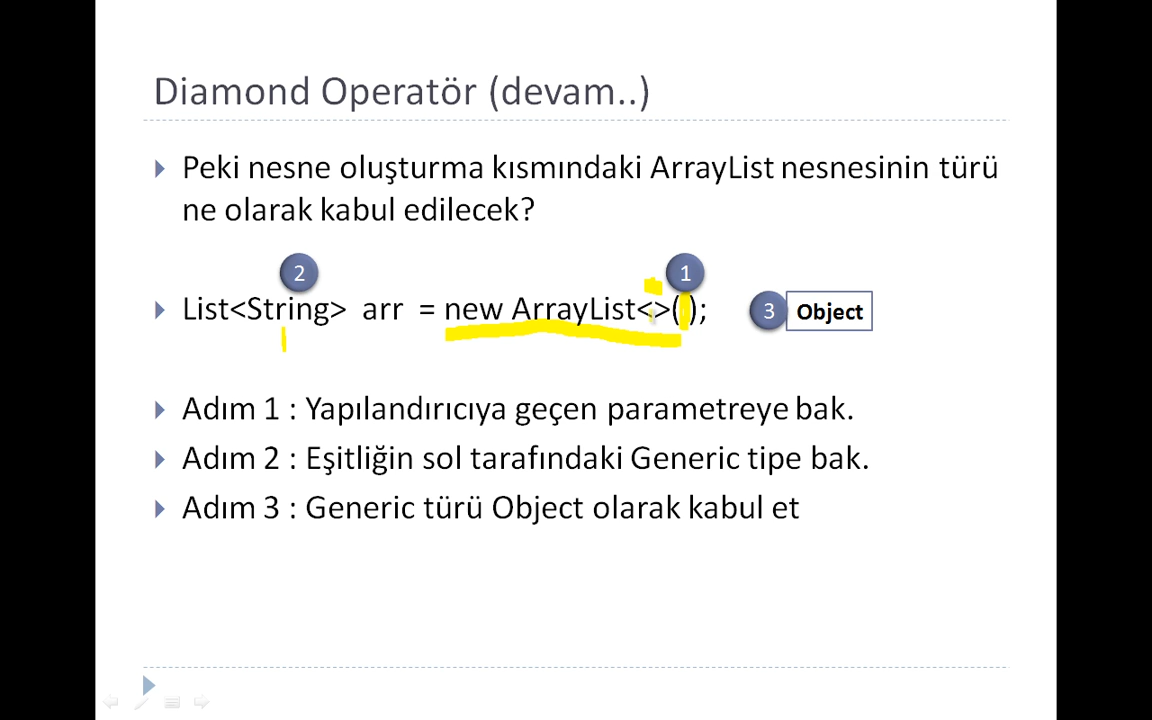 Diamond Operatör (devam..)
Peki nesne oluşturma kısmındaki ArrayList nesnesinin türü
ne olarak kabul edilecek?
2
1
List<String> arr = new ArrayList<>();
3
Object
Adım 1 : Yapılandırıcıya geçen parametreye bak.
Adım 2 : Eşitliğin sol tarafındaki Generic tipe bak.
Adım 3 : Generic türü Object olarak kabul et